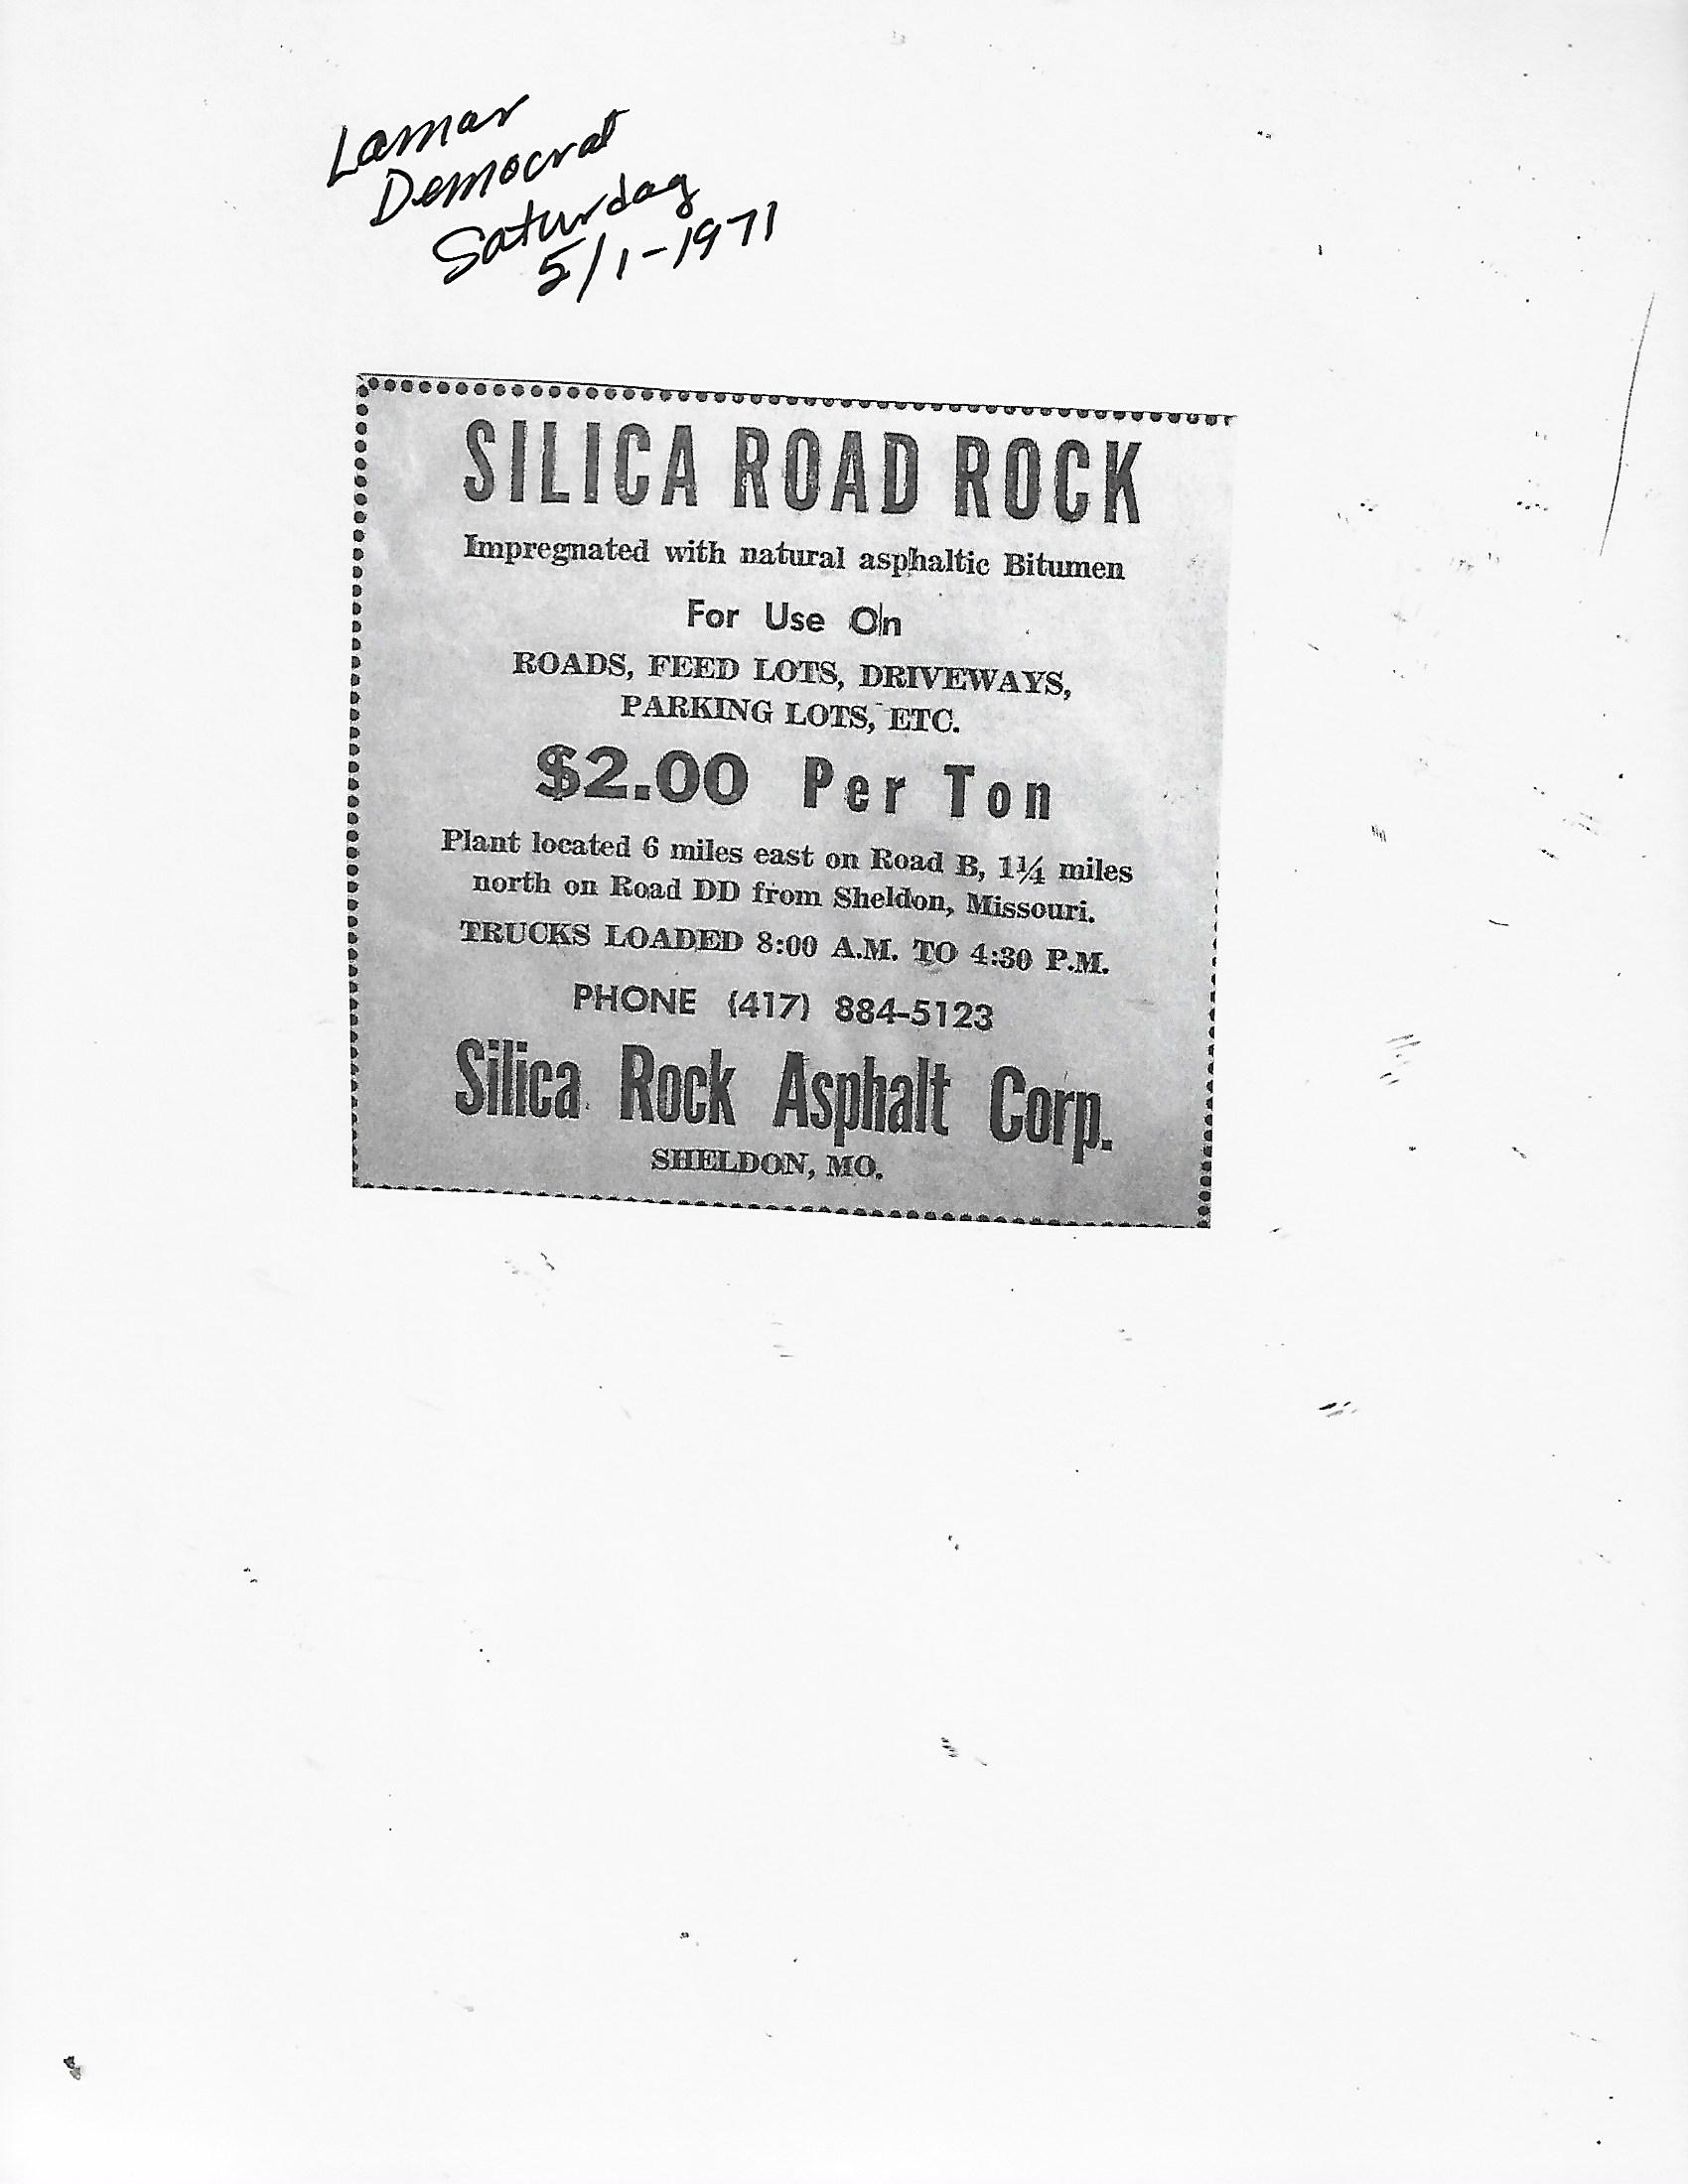 Lamar
Democrat
Saturday
5/1-1971
SILICA ROAD ROCK
Impregnated with natural asphaltic Bitumen
For Use On
ROADS, FEED LOTS, DRIVEWAYS,
PARKING LOTS, ETC.
$2.00 Per Ton
Plant located 6 miles east on Road B, 1¼ miles
north on Road DD from Sheldon, Missouri.
TRUCKS LOADED 8:00 A.M. TO 4:30 P.M.
PHONE (417) 884-5123
Silica Rock Asphalt Corp.
SHELDON, MO.